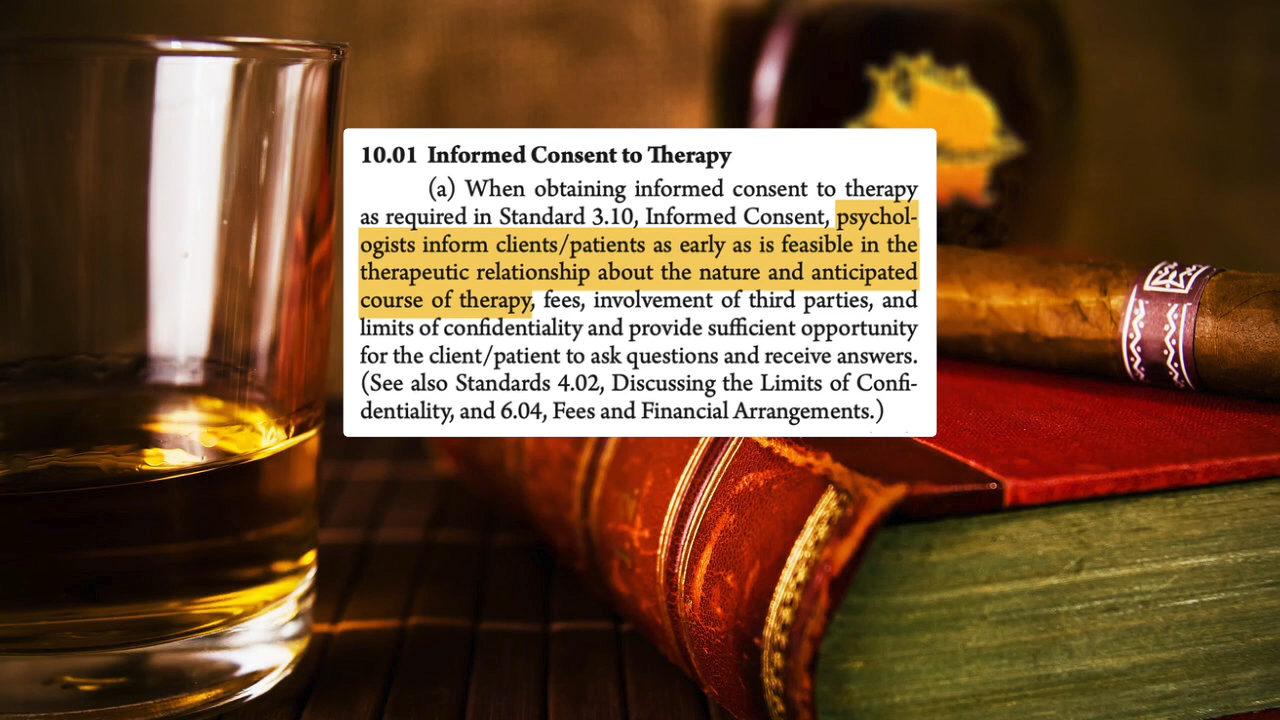 10.01 Informed Consent to Therapy
(a) When obtaining informed consent to therapy
as required in Standard 3.10, Informed Consent, psychol-
ogists inform clients/patients as early as is feasible in the
therapeutic relationship about the nature and anticipated
course of therapy, fees, involvement of third parties, and
limits of confidentiality and provide sufficient opportunity
for the client/patient to ask questions and receive answers.
(See also Standards 4.02, Discussing the Limits of Confi-
dentiality, and 6.04, Fees and Financial Arrangements.)